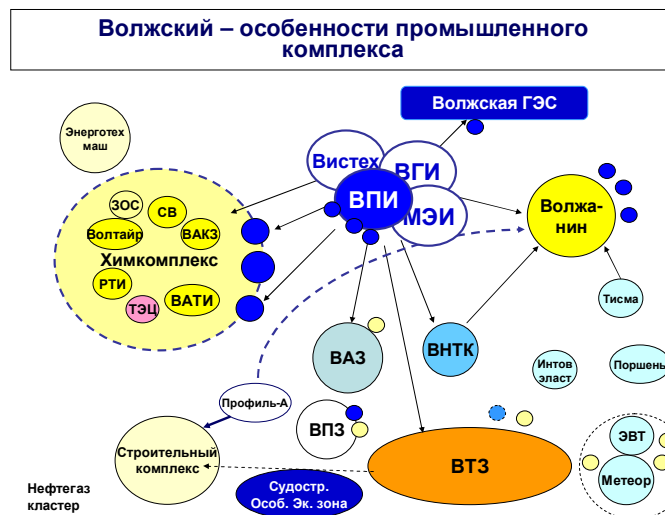 Волжский – особенности промышленного
комплекса
Волжская ГЭС
Энерготех
маш
Вистех
ВГИ
ВПИ
МЭИ
Волжа-
нин
ЗОС
СВ
Волтайр
ВАКЗ
Химкомплекс
РТИ
ТЭЦ
ВАТИ
Тисма
ВАЗ
ВНТК
Интов
эласт
Поршень
Профиль-А
ВПЗ
Строительный
комплекс
ВТЗ
ЭВТ
Метеор
Судостр.
Особ. Эк. зона
Нефтегаз
кластер